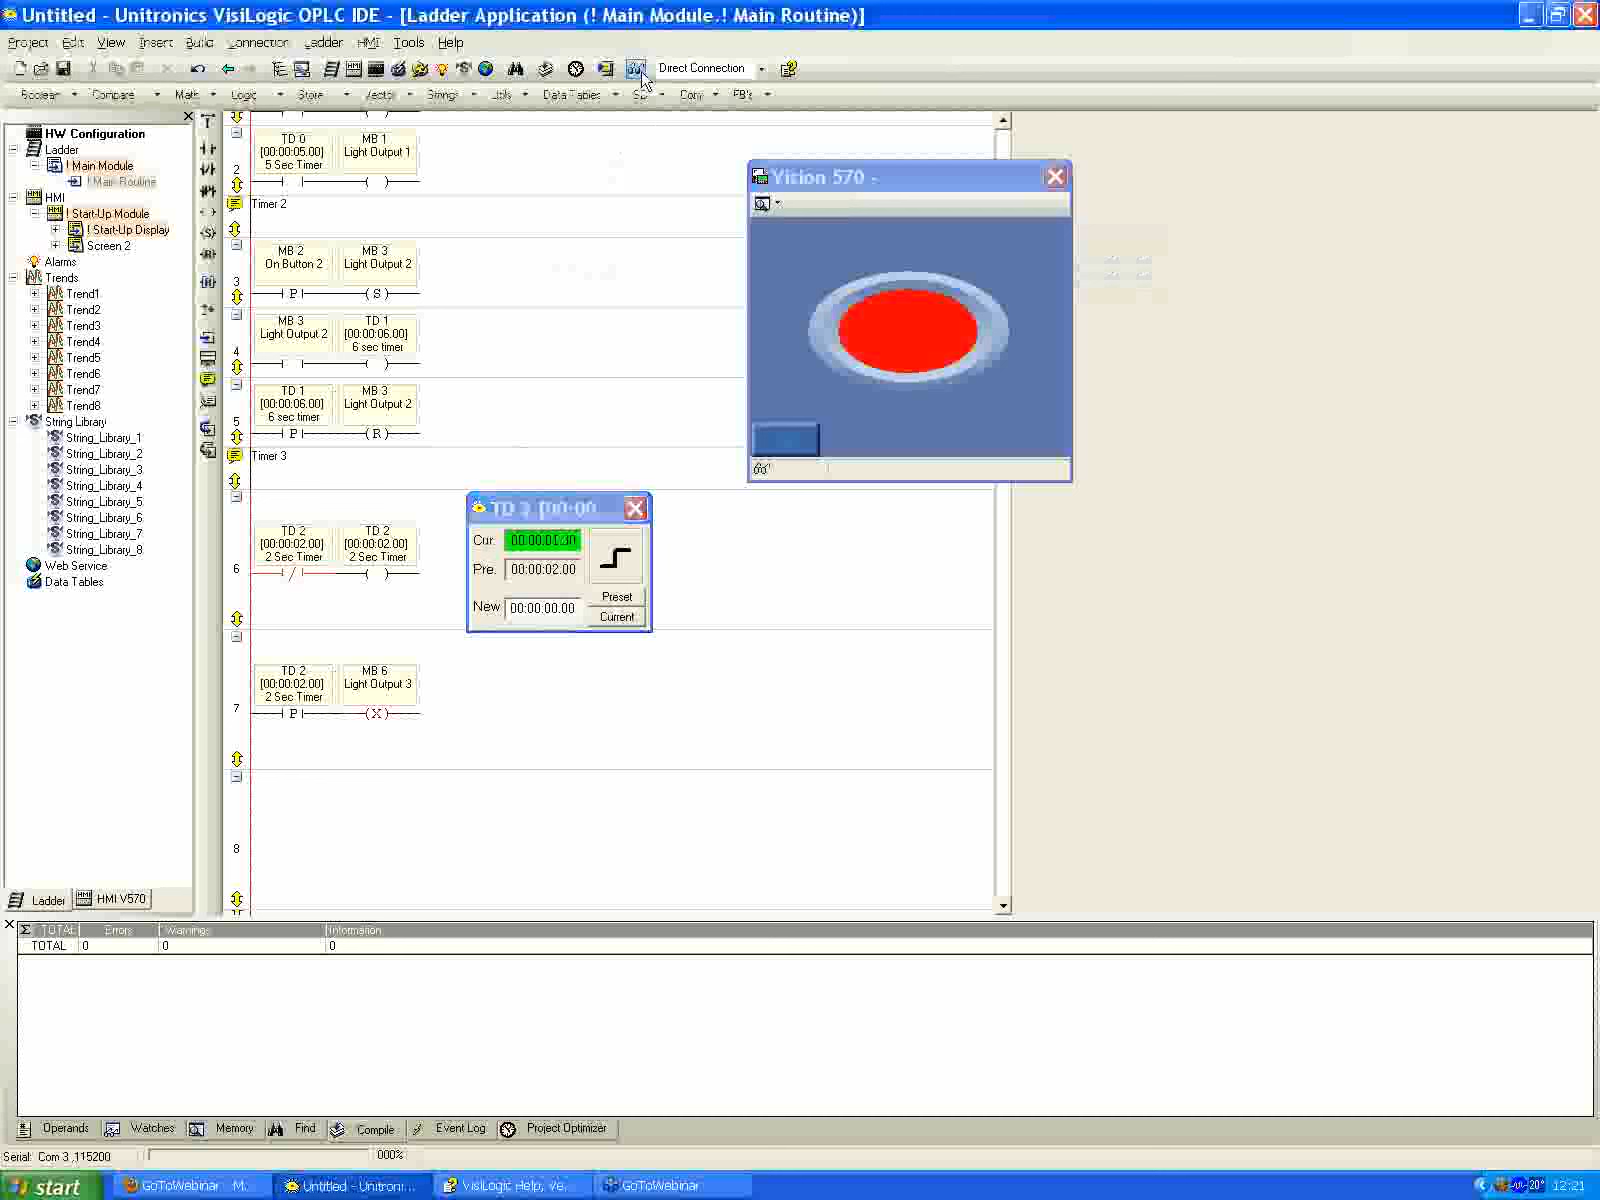 Untitled - Unitronics VisiLogic OPLC IDE - [Ladder Application (! Main Module.! Main Routine)]
Project Edit View Insert Build Connection Ladder HMI Tools Help
Direct Connection
Boolean Compare Math Logic Store Vector Strings Utils Data Tables Com FB's
HW Configuration
Ladder
! Main Module
! Main Routine
HMI
! Start-Up Module
! Start-Up Display
Screen 2
Alarms
Trends
Trend1
Trend2
Trend3
Trend4
Trend5
Trend6
Trend7
Trend8
String Library
String_Library_1
String_Library_2
String_Library_3
String_Library_4
String_Library_5
String_Library_6
String_Library_7
String_Library_8
Web Service
Data Tables
Ladder HMI V570
TD 0 MB 1
[00:00:05.00] Light Output 1
5 Sec Timer
2
Timer 2
MB 2 MB 3
On Button 2 Light Output 2
3
P (S)
MB 3 TD 1
Light Output 2 [00:00:06.00]
6 sec timer
4
TD 1 MB 3
[00:00:06.00] Light Output 2
6 sec timer
5
P (R)
Timer 3
TD 2 TD 2
[00:00:02.00] [00:00:02.00]
2 Sec Timer 2 Sec Timer
6
TD 2 MB 6
[00:00:02.00] Light Output 3
2 Sec Timer
7
P (X)
8
Cur.
Pre. 00:00:02.00
Preset
New 00:00:00.00
Current
Vision 570 -
TOTAL Errors Warnings Information
TOTAL 0 0 0
Operands Watches Memory Find Compile Event Log Project Optimizer
Serial: Com 3 ,115200 000%
start GoToWebinar Untitled - Unitroni... VisiLogic Help, Ve... GoToWebinar 20° 12:21